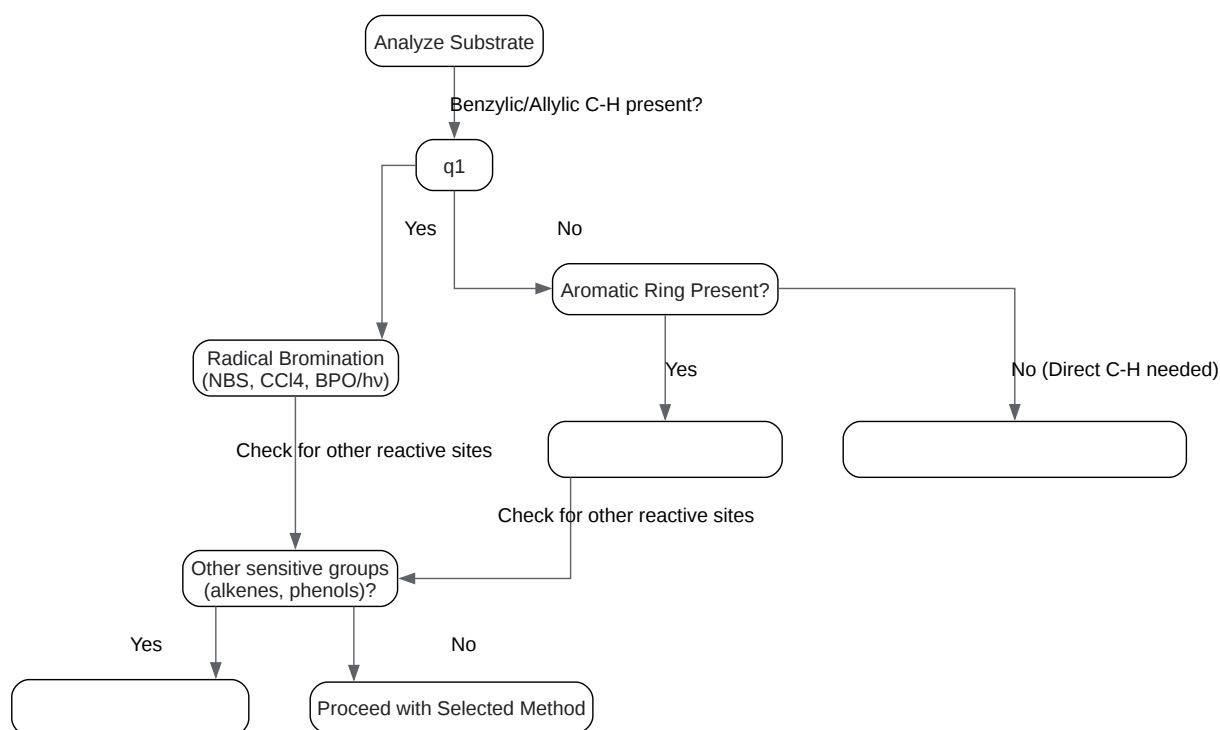 Analyze Substrate
Benzylic/Allylic C-H present?
q1
Yes
No
Aromatic Ring Present?
Radical Bromination
(NBS, CCl4, BPO/hν)
Yes
No (Direct C-H needed)
Check for other reactive sites
Check for other reactive sites
Other sensitive groups
(alkenes, phenols)?
Yes
No
Proceed with Selected Method